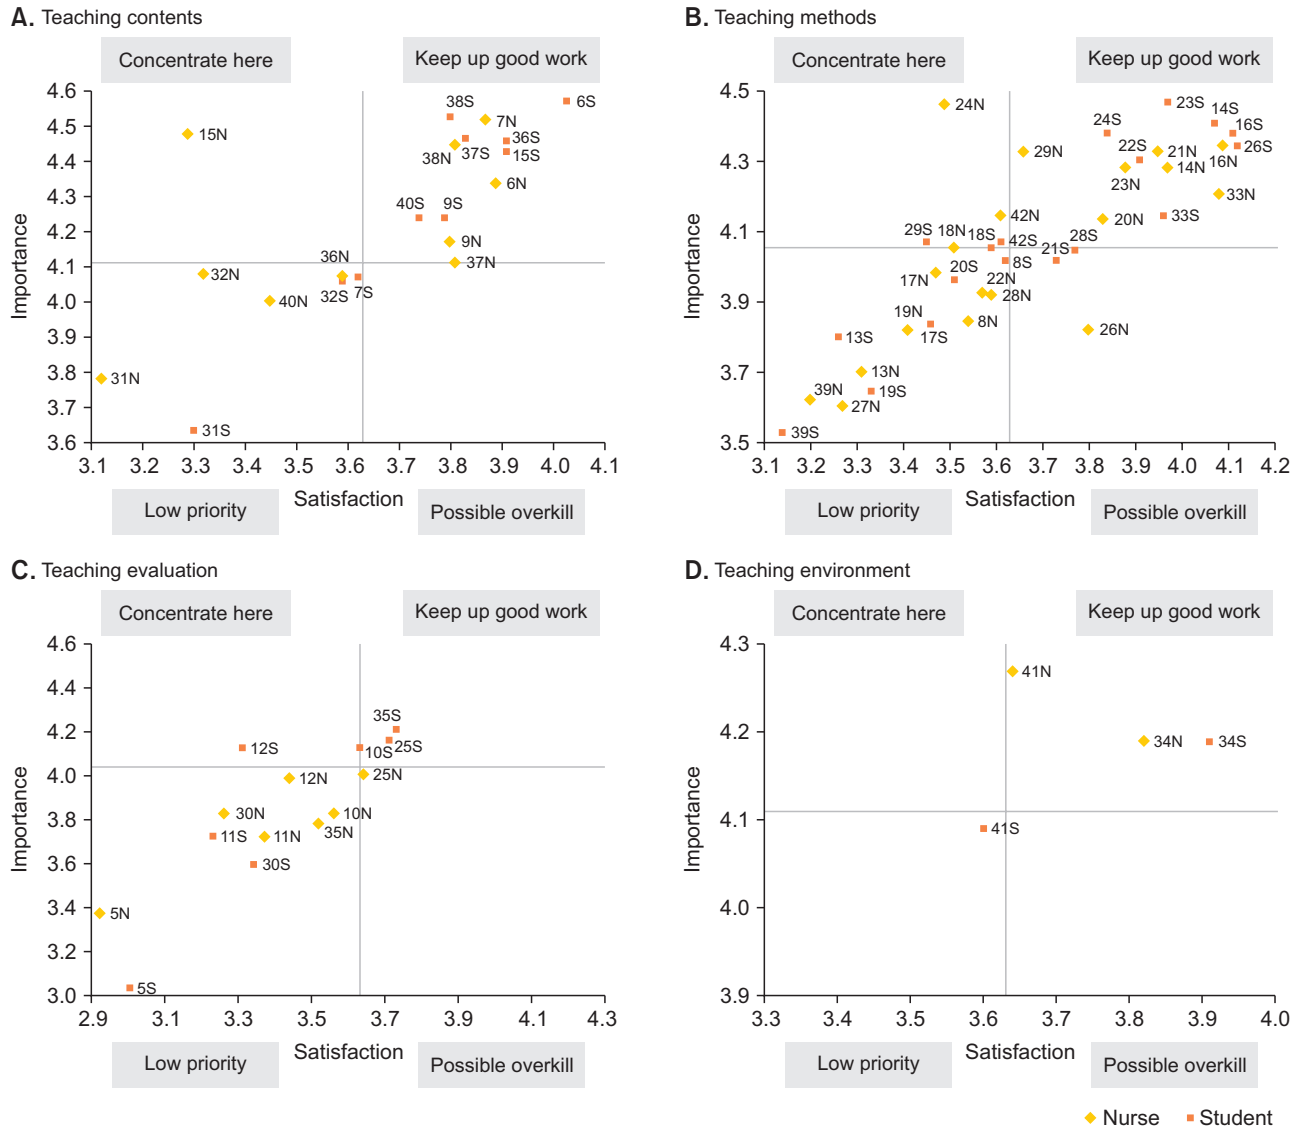 A. Teaching contents
Concentrate here
Keep up good work
4.6
4.5
4.4
4.3
4.2
4.1
4.0
3.9
3.8
3.7
3.6
Importance
38S
6S
7N
15N
36S
38N
37S
15S
6N
40S
9S
9N
36N
37N
32N
32S
7S
40N
31N
31S
3.1 3.3 3.4 3.5 3.6 3.7 3.8 3.9 4.0 4.1
Satisfaction
Low priority
Possible overkill
B. Teaching methods
Concentrate here
Keep up good work
4.5
4.3
4.1
3.9
3.7
3.5
Importance
24N
23S
14S
24S
16S
22S
21N
26S
29N
16N
14N
23N
33N
42N
20N
33S
29S
18N
18S
42S
28S
21S
8S
20S
17N
22N
28N
19N
8N
26N
13S
17S
13N
39N
19S
27N
39S
3.1 3.2 3.3 3.4 3.5 3.6 3.7 3.8 3.9 4.0 4.1 4.2
Satisfaction
Low priority
Possible overkill
C. Teaching evaluation
Concentrate here
Keep up good work
4.6
4.4
4.2
4.0
3.8
3.6
3.4
3.2
3.0
Importance
35S
12S
10S
25S
12N
25N
30N
10N
11S
11N
35N
30S
5N
5S
2.9 3.3 3.5 3.7 3.9 4.1 4.3
Satisfaction
Low priority
Possible overkill
D. Teaching environment
Concentrate here
Keep up good work
4.3
4.2
4.1
4.0
3.9
Importance
41N
34N
34S
41S
3.3 3.4 3.5 3.6 3.7 3.8 3.9 4.0
Satisfaction
Low priority
Possible overkill
Nurse
Student